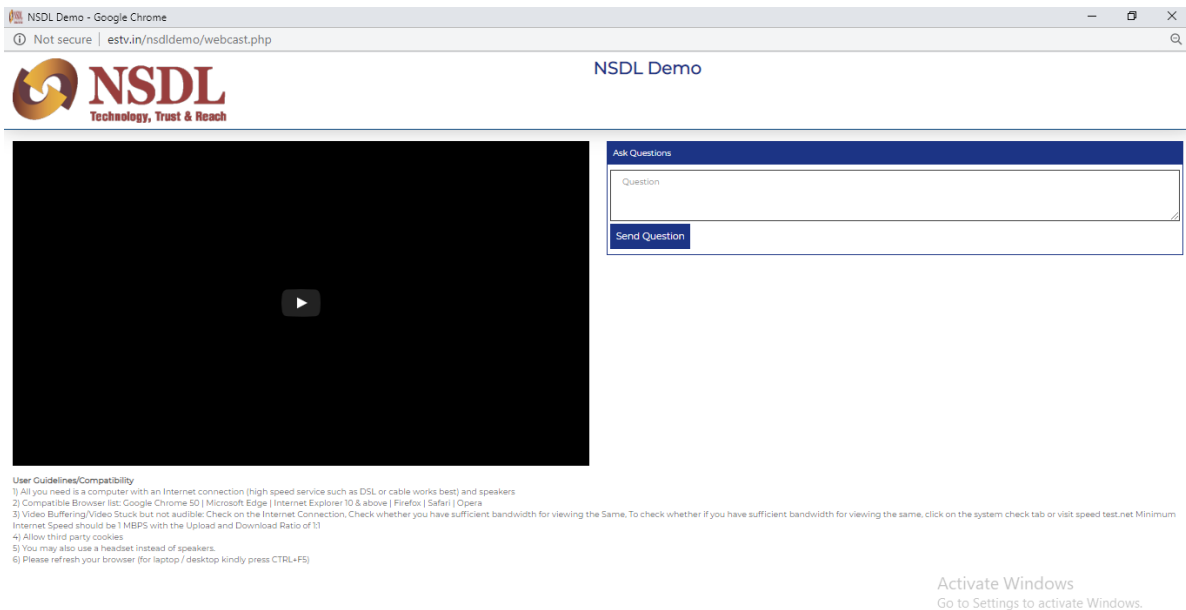 NSDL Demo - Google Chrome
Not secure | estv.in/nsdldemo/webcast.php
NSDL
Technology, Trust & Reach
NSDL Demo
Ask Questions
Question
Send Question
User Guidelines/Compatibility
1) All you need is a computer with an Internet connection (high speed service such as DSL or cable works best) and speakers
2) Compatible Browser list: Google Chrome 50 | Microsoft Edge | Internet Explorer 10 & above | Firefox | Safari | Opera
3) Video Buffering/Video Stuck but not audible: Check on the Internet Connection, Check whether you have sufficient bandwidth for viewing the Same, To check whether if you have sufficient bandwidth for viewing the same, click on the system check tab or visit speed test.net Minimum
Internet Speed should be 1 MBPS with the Upload and Download Ratio of 1:1
4) Allow third party cookies
5) You may also use a headset instead of speakers.
6) Please refresh your browser (for laptop / desktop kindly press CTRL+F5)
Activate Windows
Go to Settings to activate Windows.